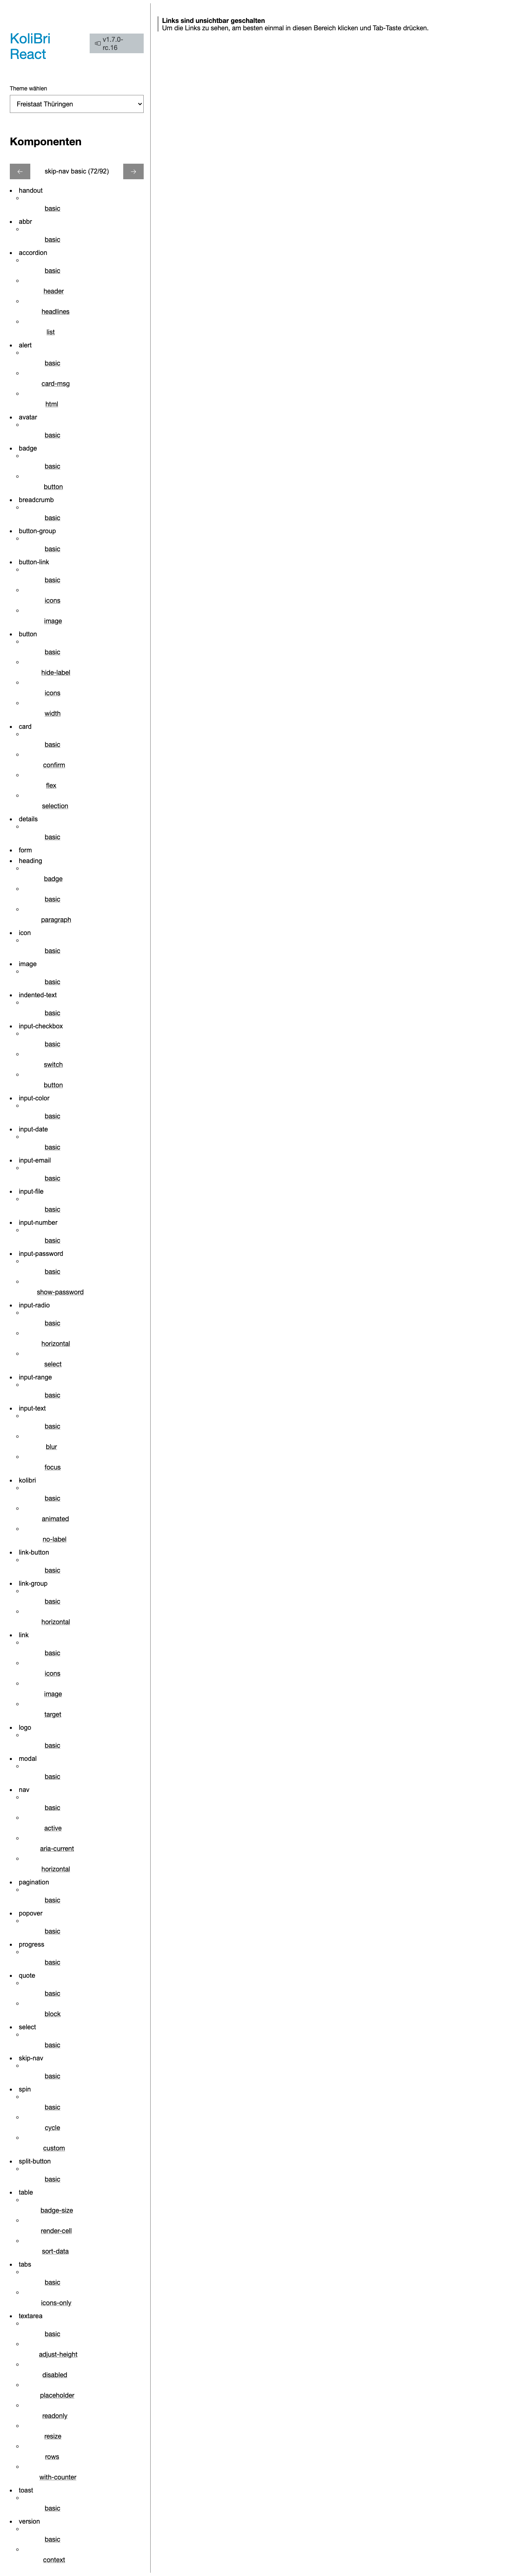 KoliBri
React
v1.7.0-
rc.16
Theme wählen
Freistaat Thüringen
Komponenten
←
skip-nav basic (72/92)
→
handout
basic
abbr
basic
accordion
basic
header
headlines
list
alert
basic
card-msg
html
avatar
basic
badge
basic
button
breadcrumb
basic
button-group
basic
button-link
basic
icons
image
button
basic
hide-label
icons
width
card
basic
confirm
flex
selection
details
basic
form
heading
badge
basic
paragraph
icon
basic
image
basic
indented-text
basic
input-checkbox
basic
switch
button
input-color
basic
input-date
basic
input-email
basic
input-file
basic
input-number
basic
input-password
basic
show-password
input-radio
basic
horizontal
select
input-range
basic
input-text
basic
blur
focus
kolibri
basic
animated
no-label
link-button
basic
link-group
basic
horizontal
link
basic
icons
image
target
logo
basic
modal
basic
nav
basic
active
aria-current
horizontal
pagination
basic
popover
basic
progress
basic
quote
basic
block
select
basic
skip-nav
basic
spin
basic
cycle
custom
split-button
basic
table
badge-size
render-cell
sort-data
tabs
basic
icons-only
textarea
basic
adjust-height
disabled
placeholder
readonly
resize
rows
with-counter
toast
basic
version
basic
context
Links sind unsichtbar geschalten
Um die Links zu sehen, am besten einmal in diesen Bereich klicken und Tab-Taste drücken.